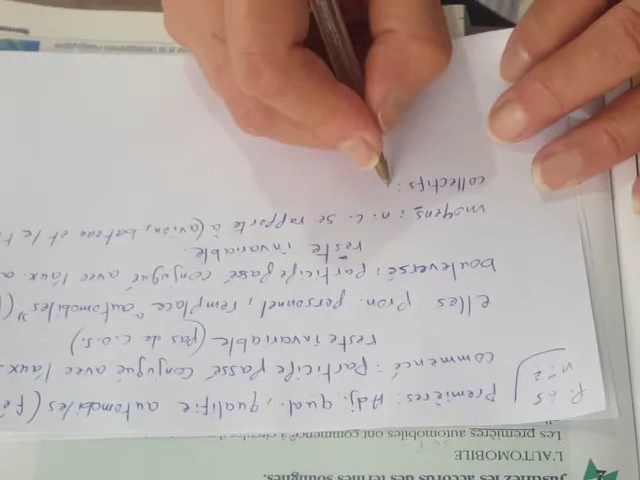 justifiez les accords des termes soulignés.
L'AUTOMOBILE
Les premières automobiles ont commencé à
P. 65
n=2
Premières: Adj. qual., qualifie automobiles (
commencé: participe passé conjugué avec l'aux.
reste invariable (pas de c.o.s.)
elles pron. personnel, remplace "automobiles" (
bouleversé: participe passé conjugué avec l'aux. a
reste invariable.
moyens: n.c. se rapporte à (avion, bateau et le t
collectifs: